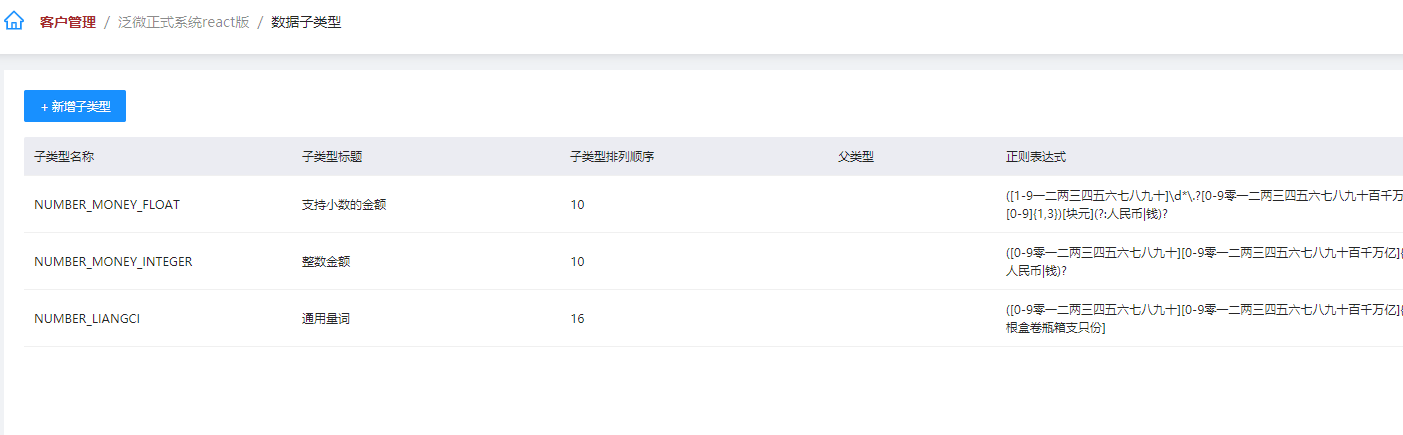 客户管理 / 泛微正式系统react版 / 数据子类型
+ 新增子类型
子类型名称 子类型标题 子类型排列顺序 父类型 正则表达式
NUMBER_MONEY_FLOAT 支持小数的金额 10 ([1-9一二两三四五六七八九十]\d*\.?[0-9零一二两三四五六七八九十百千万
[0-9]{1,3})[块元](?:人民币|钱)?
NUMBER_MONEY_INTEGER 整数金额 10 ([0-9零一二两三四五六七八九十][0-9零一二两三四五六七八九十百千万亿]{
人民币|钱)?
NUMBER_LIANGCI 通用量词 16 ([0-9零一二两三四五六七八九十][0-9零一二两三四五六七八九十百千万亿]{
根盒卷瓶箱支只份]